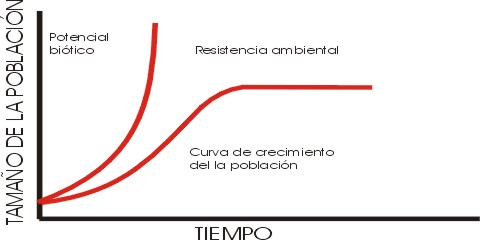 TAMAÑO DE LA POBLACIÓN
Potencial
biótico
Resistencia ambiental
Curva de crecimiento
del la población
TIEMPO